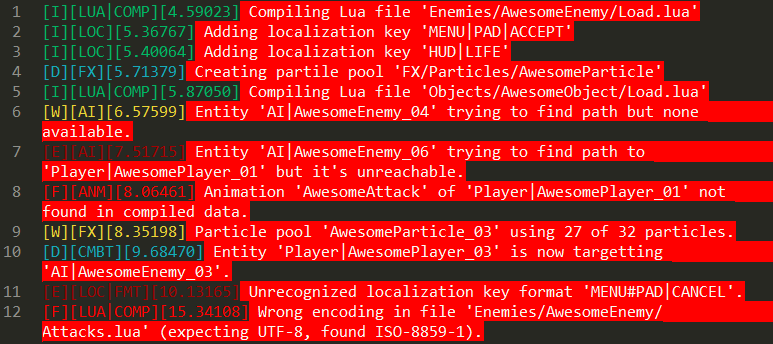 1 [I][LUA|COMP][4.59023] Compiling Lua file 'Enemies/AwesomeEnemy/Load.lua'
2 [I][LOC][5.36767] Adding localization key 'MENU|PAD|ACCEPT'
3 [I][LOC][5.40064] Adding localization key 'HUD|LIFE'
4 [D][FX][5.71379] Creating partile pool 'FX/Particles/AwesomeParticle'
5 [I][LUA|COMP][5.87050] Compiling Lua file 'Objects/AwesomeObject/Load.lua'
6 [W][AI][6.57599] Entity 'AI|AwesomeEnemy_04' trying to find path but none
available.
7 [E][AI][7.51715] Entity 'AI|AwesomeEnemy_06' trying to find path to
'Player|AwesomePlayer_01' but it's unreachable.
8 [F][ANM][8.06461] Animation 'AwesomeAttack' of 'Player|AwesomePlayer_01' not
found in compiled data.
9 [W][FX][8.35198] Particle pool 'AwesomeParticle_03' using 27 of 32 particles.
10 [D][CMBT][9.68470] Entity 'Player|AwesomePlayer_03' is now targetting
'AI|AwesomeEnemy_03'.
11 [E][LOC|FMT][10.13165] Unrecognized localization key format 'MENU#PAD|CANCEL'.
12 [F][LUA|COMP][15.34108] Wrong encoding in file 'Enemies/AwesomeEnemy/
Attacks.lua' (expecting UTF-8, found ISO-8859-1).